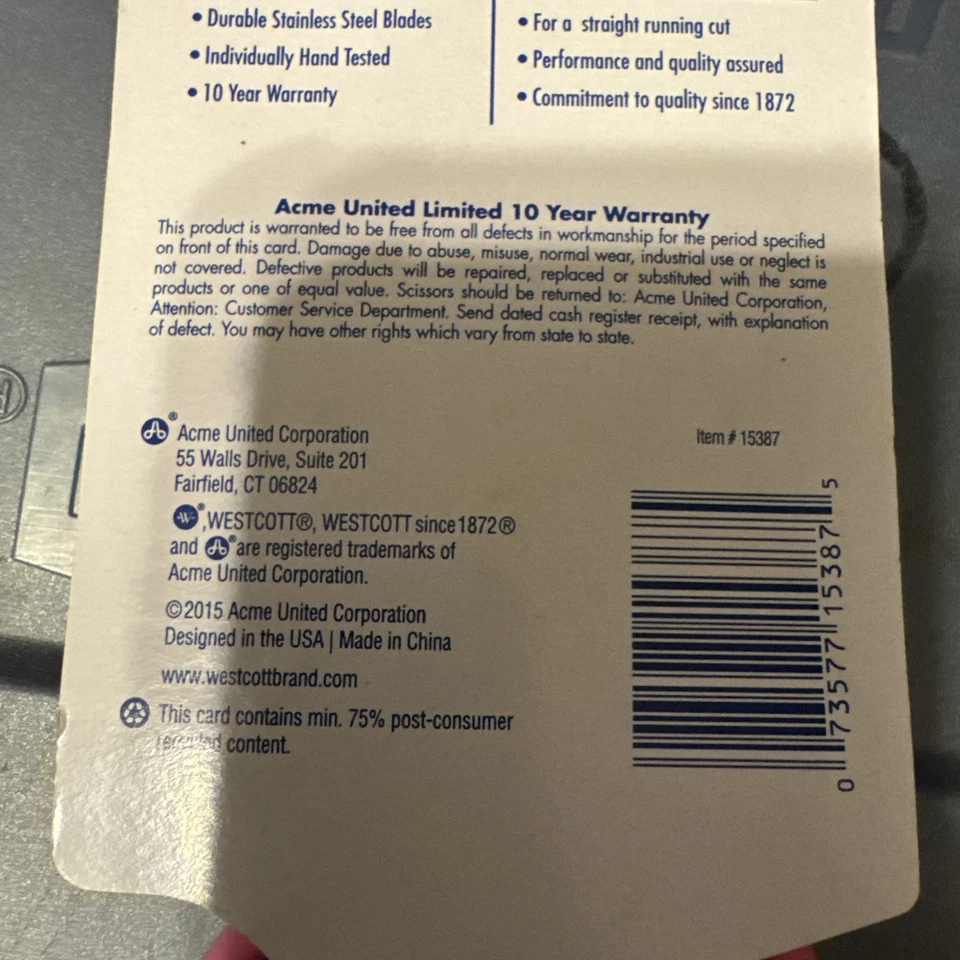 • Durable Stainless Steel Blades
• Individually Hand Tested
• 10 Year Warranty
• For a straight running cut
• Performance and quality assured
• Commitment to quality since 1872
Acme United Limited 10 Year Warranty
This product is warranted to be free from all defects in workmanship for the period specified
on front of this card. Damage due to abuse, misuse, normal wear, industrial use or neglect is
not covered. Defective products will be repaired, replaced or substituted with the same
products or one of equal value. Scissors should be returned to: Acme United Corporation,
Attention: Customer Service Department. Send dated cash register receipt, with explanation
of defect. You may have other rights which vary from state to state.
® Acme United Corporation
55 Walls Drive, Suite 201
Fairfield, CT 06824
W®, WESTCOTT®, WESTCOTT since1872®
and ® are registered trademarks of
Acme United Corporation.
©2015 Acme United Corporation
Designed in the USA | Made in China
www.westcottbrand.com
This card contains min. 75% post-consumer
recycled content.
Item # 15387
0 73577 15387 5